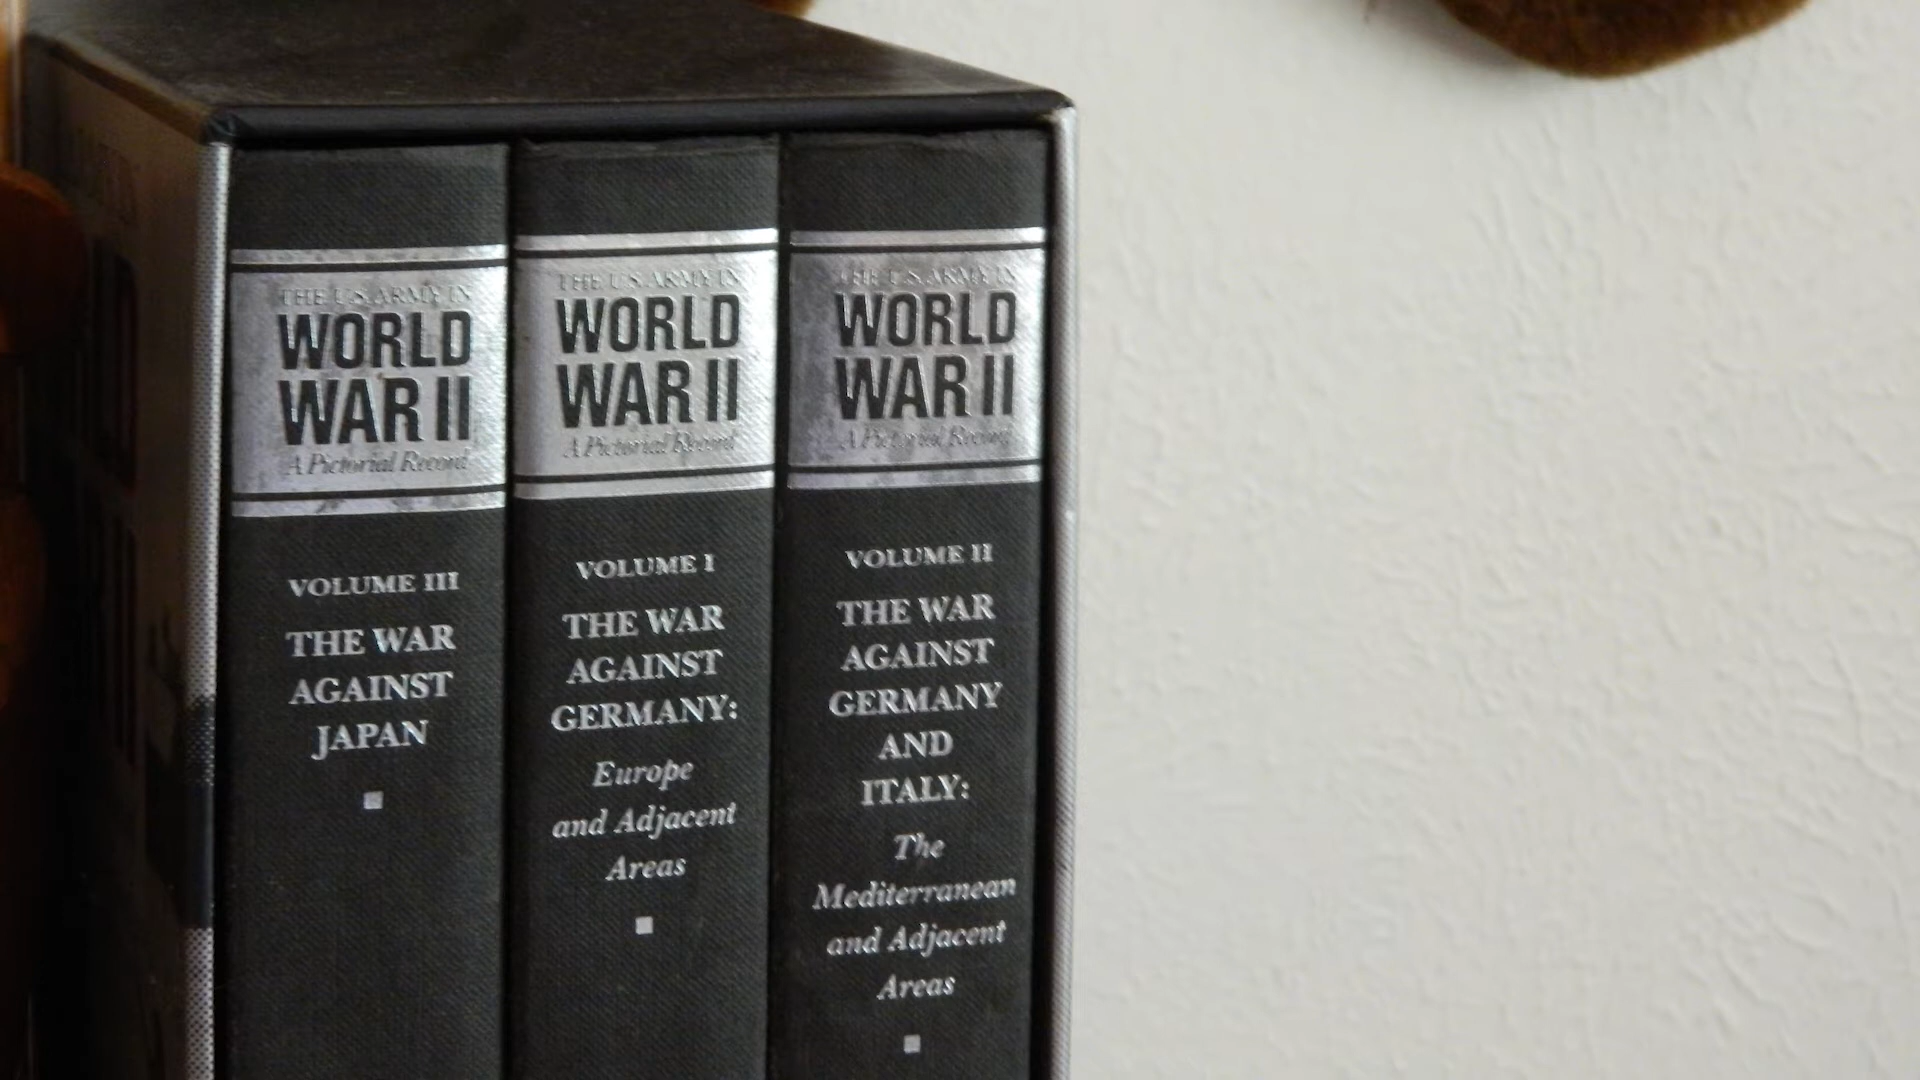 THE U.S. ARMY IN
WORLD
WAR II
A Pictorial Record
VOLUME III
THE WAR
AGAINST
JAPAN
THE U.S. ARMY IN
WORLD
WAR II
A Pictorial Record
VOLUME I
THE WAR
AGAINST
GERMANY:
Europe
and Adjacent
Areas
THE U.S. ARMY IN
WORLD
WAR II
A Pictorial Record
VOLUME II
THE WAR
AGAINST
GERMANY
AND
ITALY:
The
Mediterranean
and Adjacent
Areas